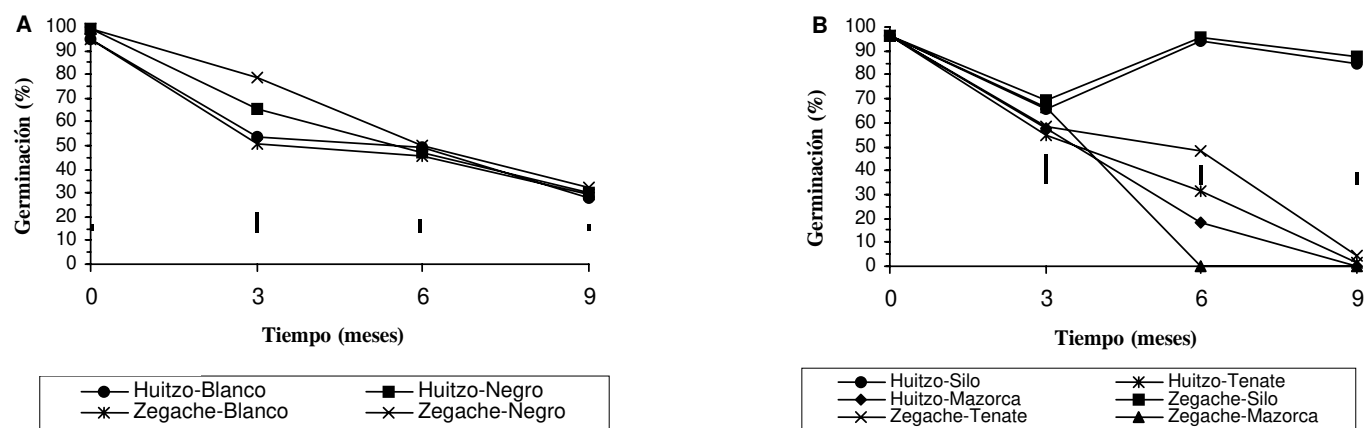 A
Germinación (%)
100
90
80
70
60
50
40
30
20
10
0
0 3 6 9
Tiempo (meses)
Huitzo-Blanco Huitzo-Negro
Zegache-Blanco Zegache-Negro
B
Germinación (%)
100
90
80
70
60
50
40
30
20
10
0
0 3 6 9
Tiempo (meses)
Huitzo-Silo Huitzo-Tenate
Huitzo-Mazorca Zegache-Silo
Zegache-Tenate Zegache-Mazorca